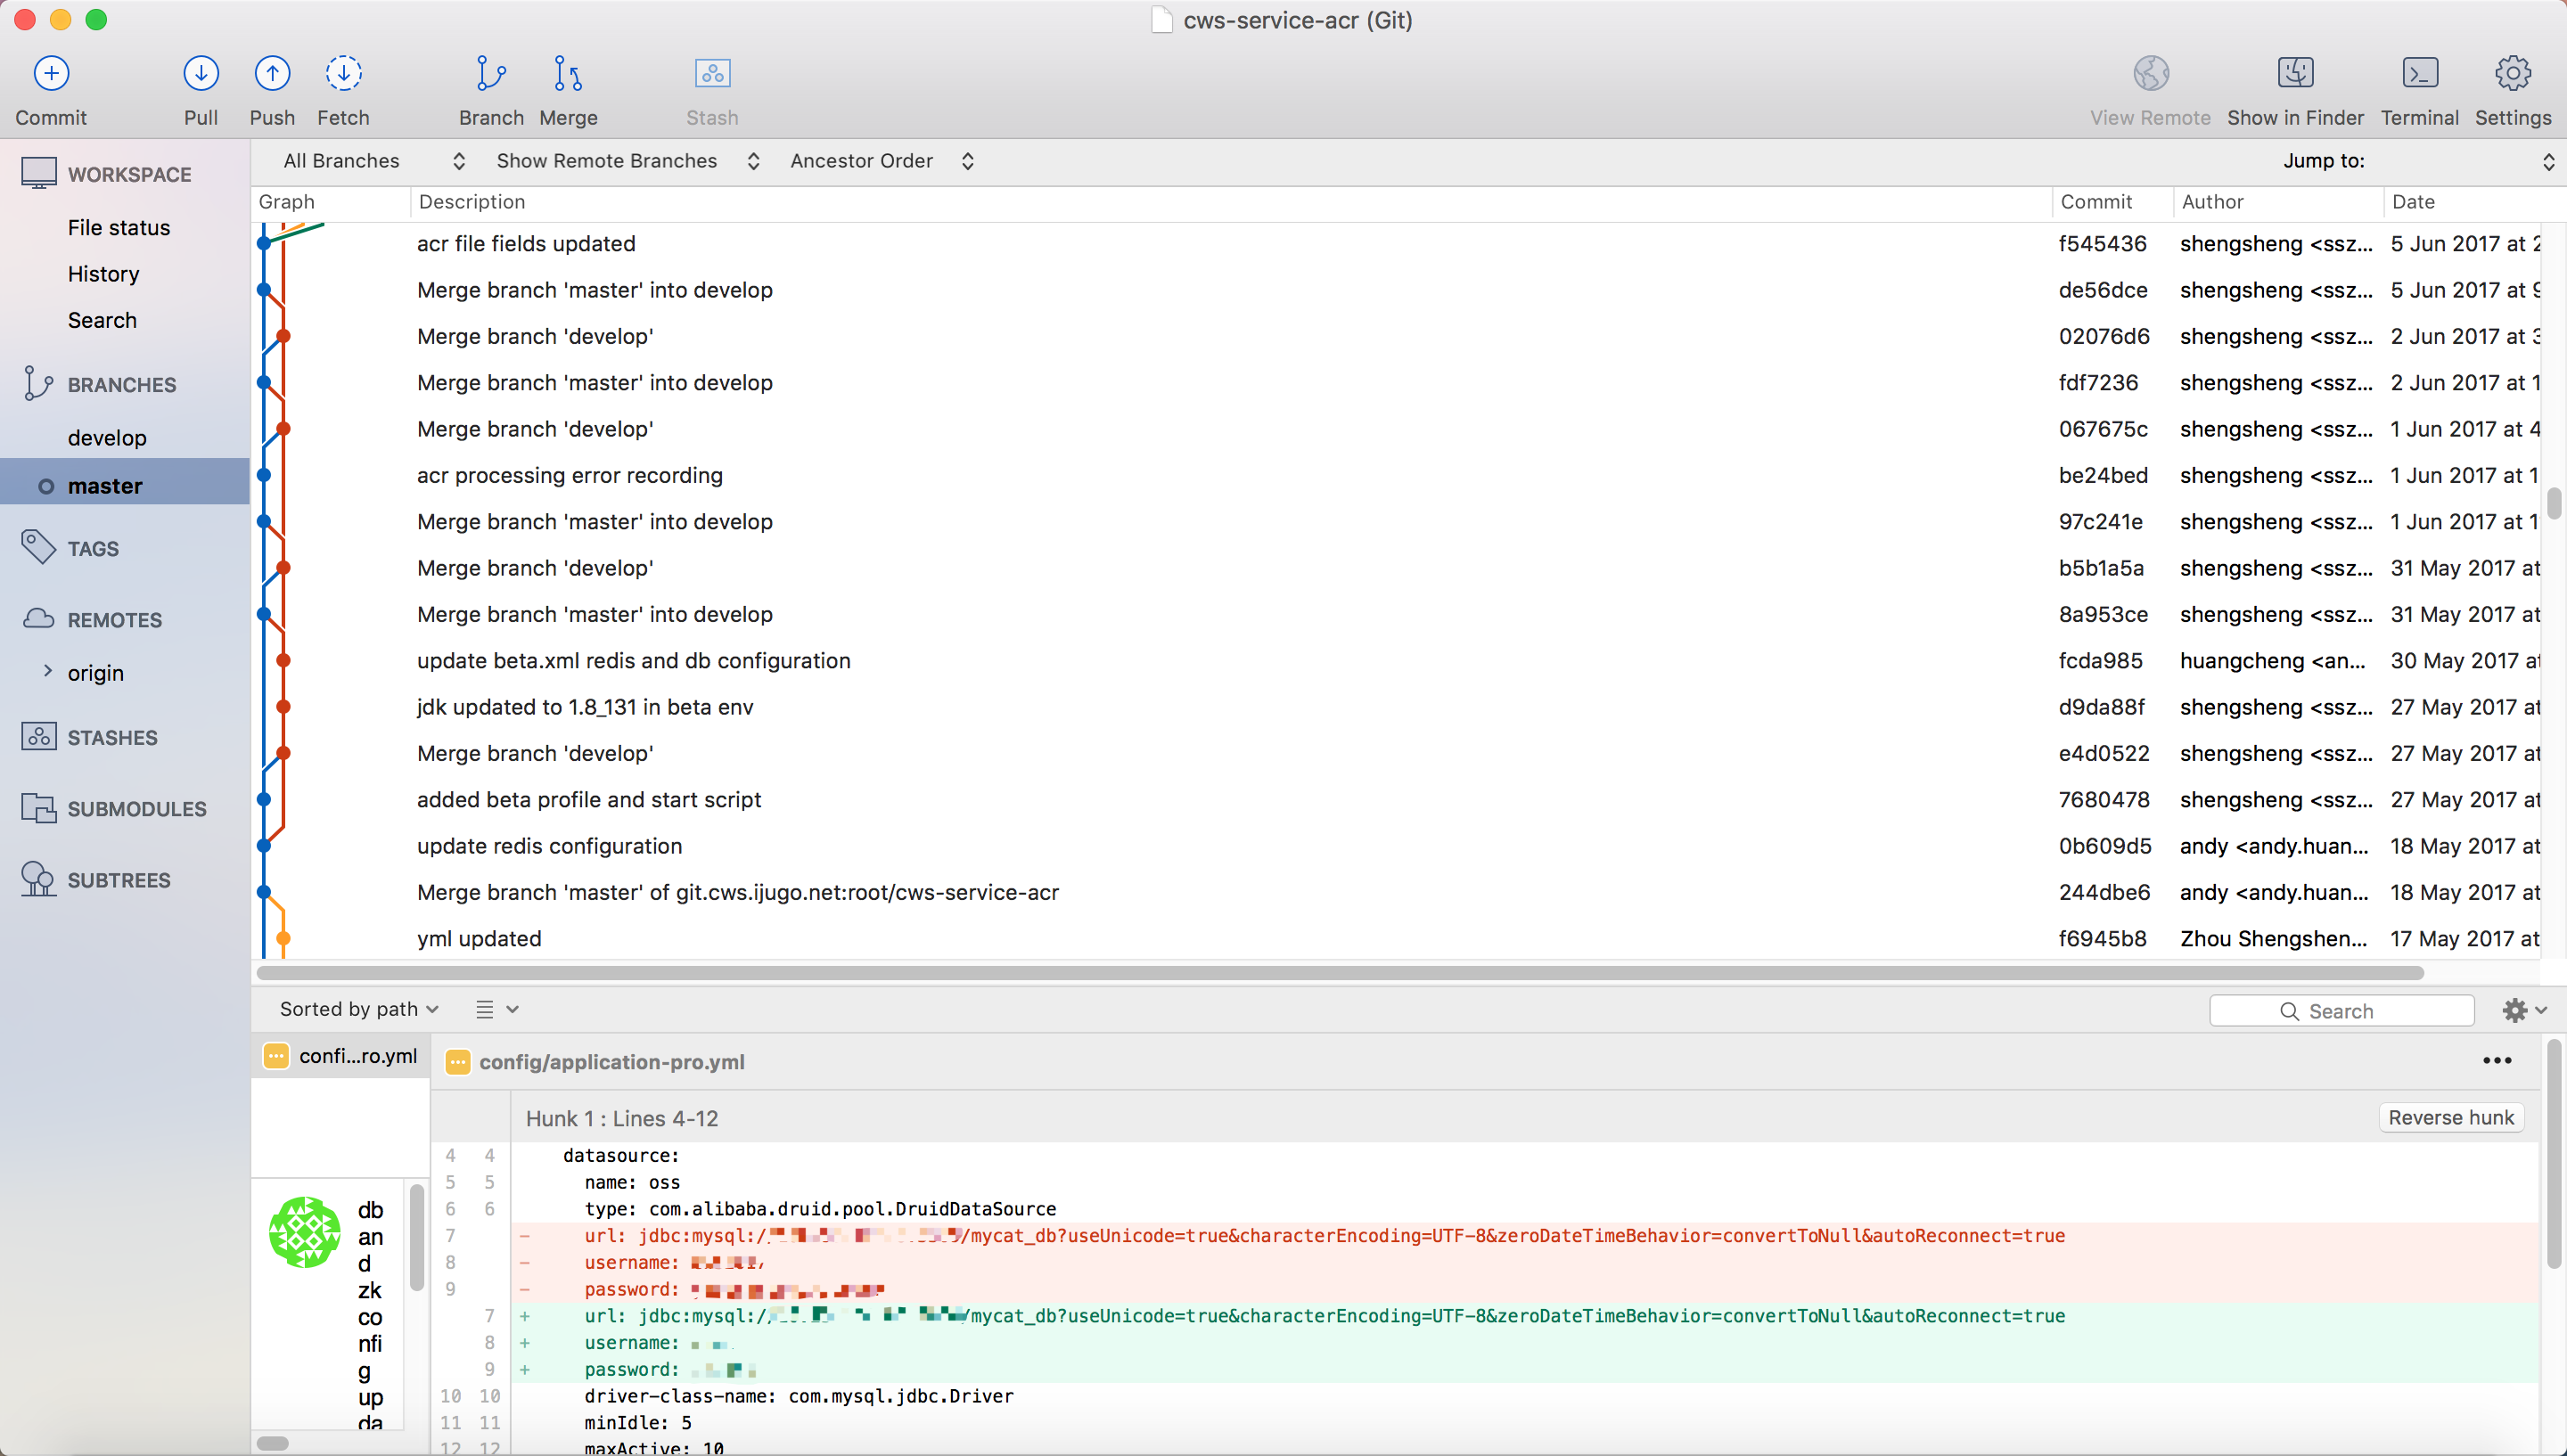 cws-service-acr (Git)
Commit Pull Push Fetch Branch Merge Stash View Remote Show in Finder Terminal Settings
WORKSPACE
File status
History
Search
BRANCHES
develop
master
TAGS
REMOTES
origin
STASHES
SUBMODULES
SUBTREES
All Branches Show Remote Branches Ancestor Order Jump to:
Graph Description Commit Author Date
acr file fields updated f545436 shengsheng <ssz... 5 Jun 2017 at
Merge branch 'master' into develop de56dce shengsheng <ssz... 5 Jun 2017 at
Merge branch 'develop' 02076d6 shengsheng <ssz... 2 Jun 2017 at
Merge branch 'master' into develop fdf7236 shengsheng <ssz... 2 Jun 2017 at 1
Merge branch 'develop' 067675c shengsheng <ssz... 1 Jun 2017 at 4
acr processing error recording be24bed shengsheng <ssz... 1 Jun 2017 at 1
Merge branch 'master' into develop 97c241e shengsheng <ssz... 1 Jun 2017 at 1
Merge branch 'develop' b5b1a5a shengsheng <ssz... 31 May 2017 at
Merge branch 'master' into develop 8a953ce shengsheng <ssz... 31 May 2017 at
update beta.xml redis and db configuration fcda985 huangcheng <an... 30 May 2017 at
jdk updated to 1.8_131 in beta env d9da88f shengsheng <ssz... 27 May 2017 at
Merge branch 'develop' e4d0522 shengsheng <ssz... 27 May 2017 at
added beta profile and start script 7680478 shengsheng <ssz... 27 May 2017 at
update redis configuration 0b609d5 andy <andy.huan... 18 May 2017 at
Merge branch 'master' of git.cws.ijugo.net:root/cws-service-acr 244dbe6 andy <andy.huan... 18 May 2017 at
yml updated f6945b8 Zhou Shengshen... 17 May 2017 at
Sorted by path Search
confi...ro.yml
db
an
d
zk
co
nfi
g
up
da
config/application-pro.yml
Hunk 1 : Lines 4-12 Reverse hunk
4 4 datasource:
5 5 name: oss
6 6 type: com.alibaba.druid.pool.DruidDataSource
7 - url: jdbc:mysql:// /mycat_db?useUnicode=true&characterEncoding=UTF-8&zeroDateTimeBehavior=convertToNull&autoReconnect=true
8 - username:
9 - password:
7 + url: jdbc:mysql:// /mycat_db?useUnicode=true&characterEncoding=UTF-8&zeroDateTimeBehavior=convertToNull&autoReconnect=true
8 + username:
9 + password:
10 10 driver-class-name: com.mysql.jdbc.Driver
11 11 minIdle: 5
12 12 maxActive: 10